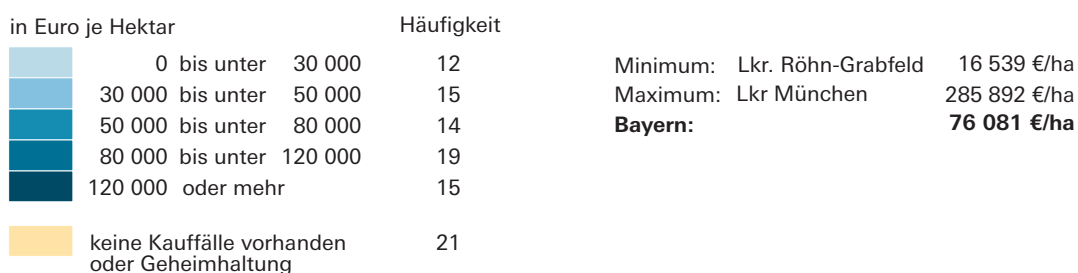 in Euro je Hektar Häufigkeit
0 bis unter 30 000 12
30 000 bis unter 50 000 15
50 000 bis unter 80 000 14
80 000 bis unter 120 000 19
120 000 oder mehr 15
keine Kauffälle vorhanden 21
oder Geheimhaltung
Minimum: Lkr. Röhn-Grabfeld 16 539 €/ha
Maximum: Lkr München 285 892 €/ha
Bayern: 76 081 €/ha